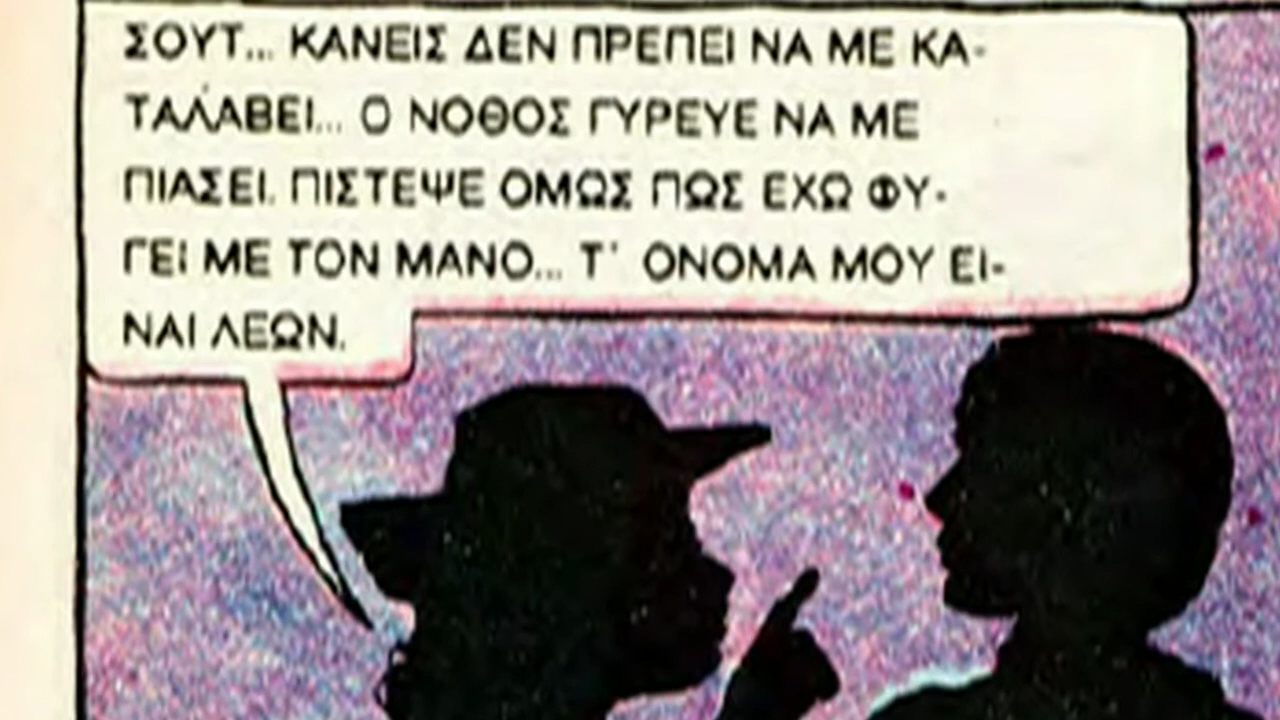 ΣΟΥΤ... ΚΑΝΕΙΣ ΔΕΝ ΠΡΕΠΕΙ ΝΑ ΜΕ ΚΑ-
ΤΑΛΑΒΕΙ... Ο ΝΟΘΟΣ ΓΥΡΕΥΕ ΝΑ ΜΕ
ΠΙΑΣΕΙ. ΠΙΣΤΕΨΕ ΟΜΩΣ ΠΩΣ ΕΧΩ ΦΥ-
ΓΕΙ ΜΕ ΤΟΝ ΜΑΝΟ... Τ' ΟΝΟΜΑ ΜΟΥ ΕΙ-
ΝΑΙ ΛΕΩΝ.